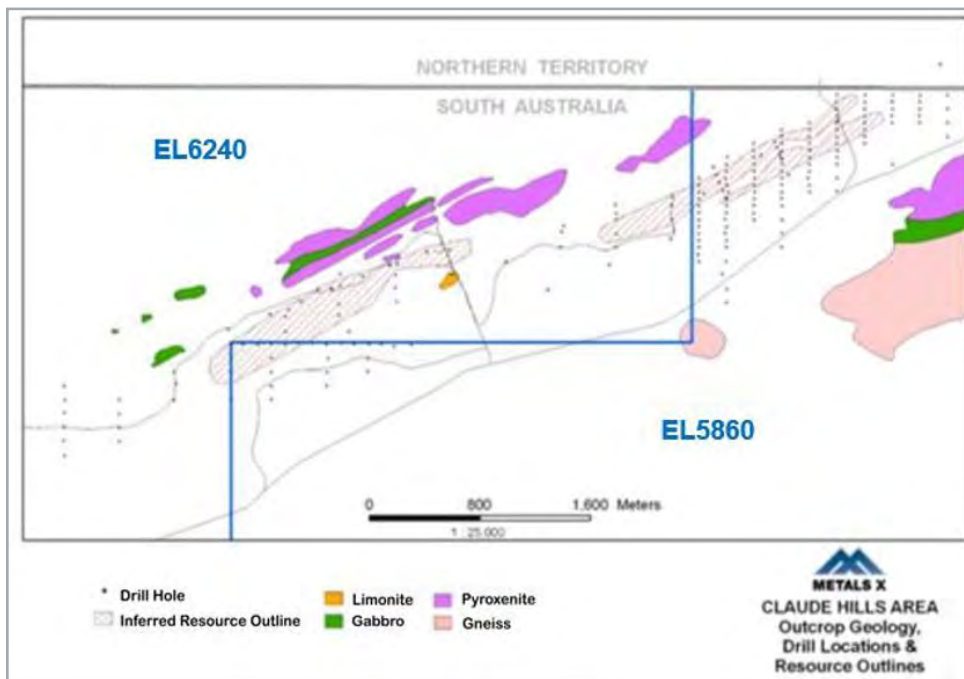 NORTHERN TERRITORY
SOUTH AUSTRALIA
EL6240
EL5860
0 800 1,600 Meters
1 : 25,000
Drill Hole
Inferred Resource Outline
Limonite
Gabbro
Pyroxenite
Gneiss
METALS X
CLAUDE HILLS AREA
Outcrop Geology,
Drill Locations &
Resource Outlines